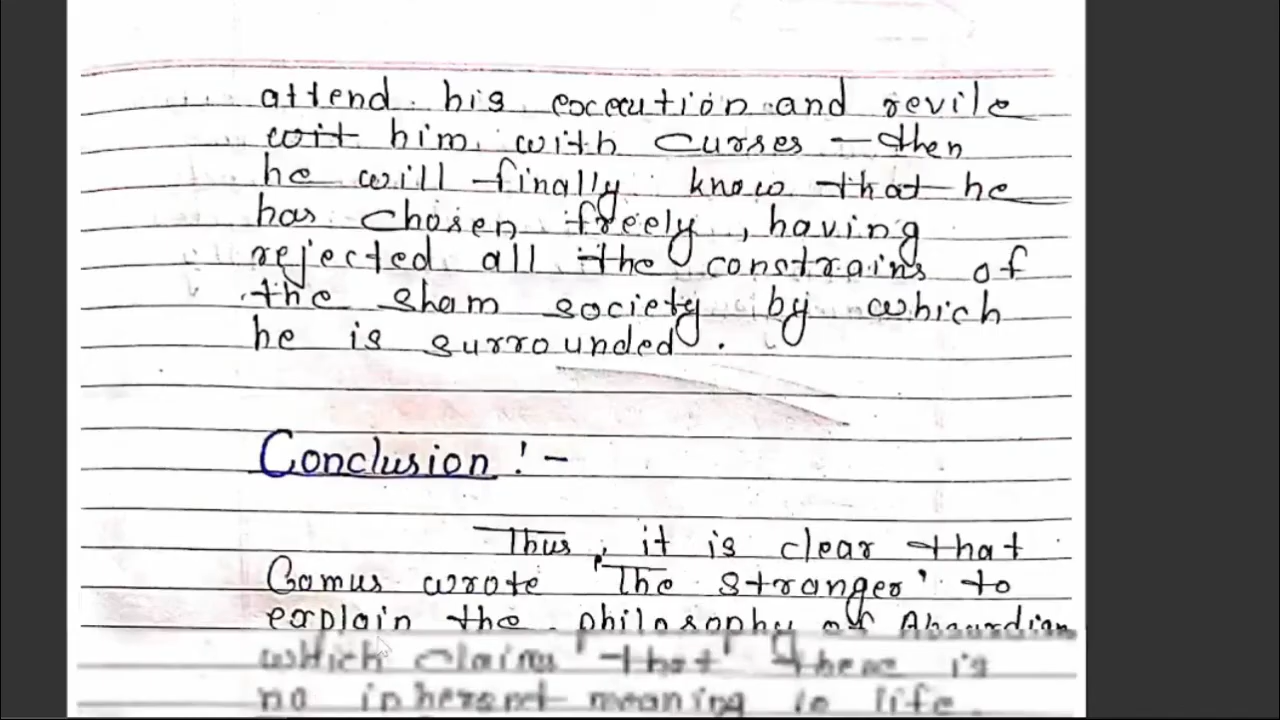 attend his execution and revile
wit him with curses - then
he will finally know that he
has chosen freely, having
rejected all the constrains of
the sham society by which
he is surrounded.
Conclusion :-
Thus, it is clear that
Camus wrote 'The Stranger' to
explain the philosophy of
which claims that there is
no inherent meaning in life.